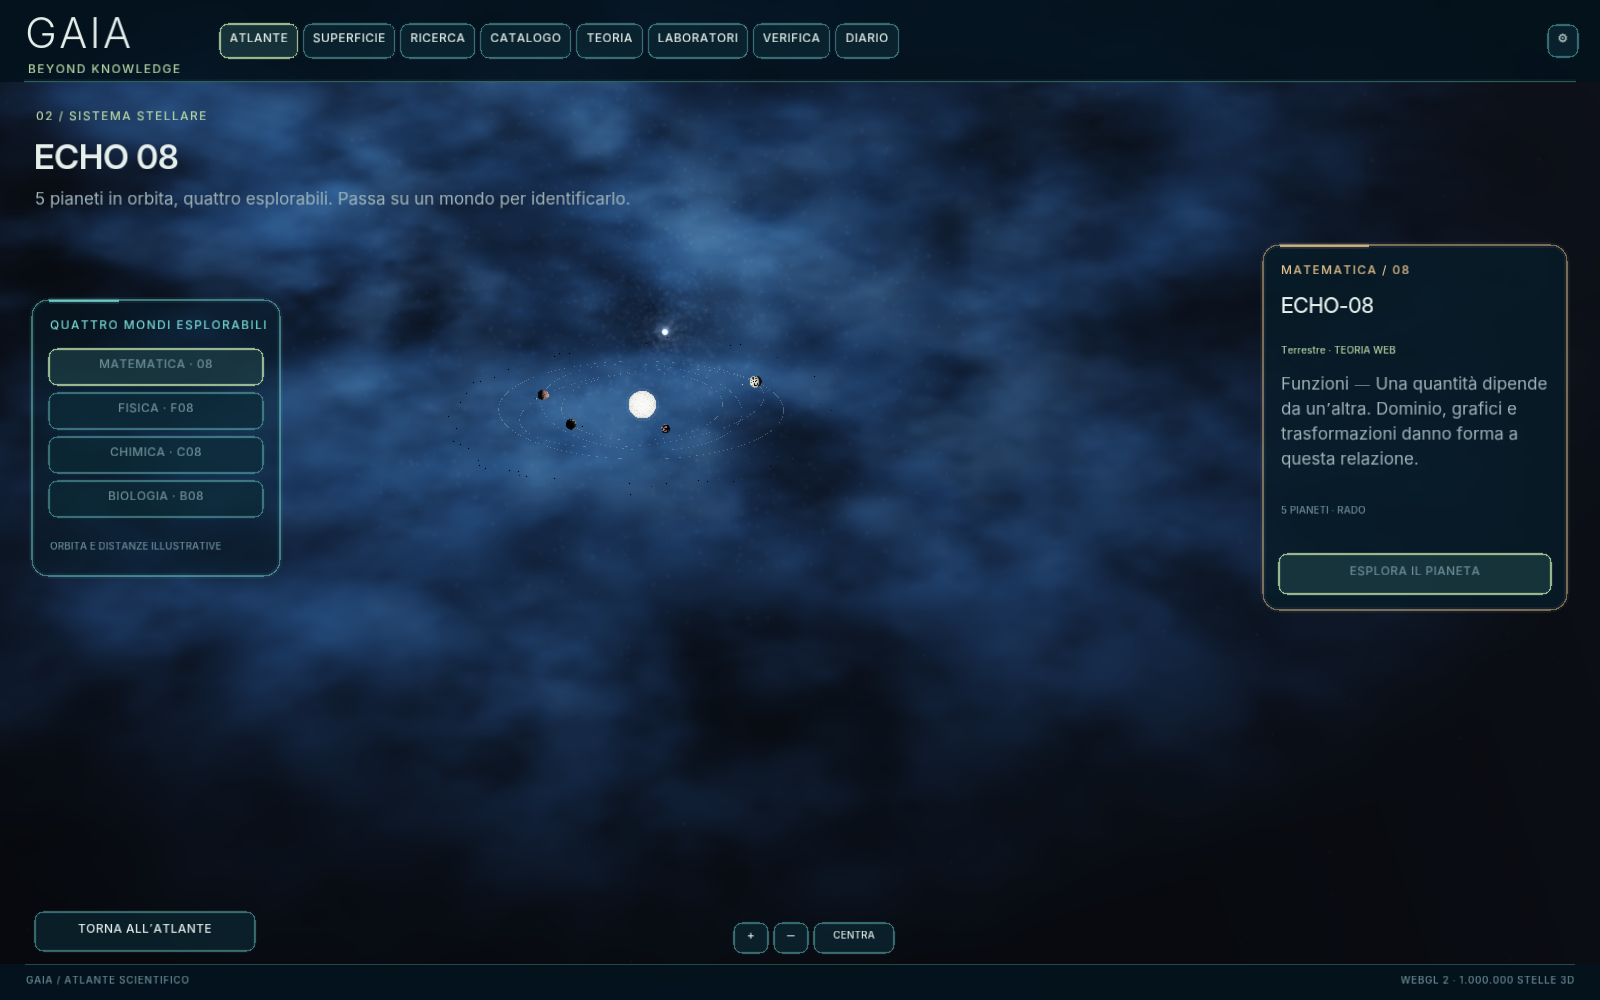 GAIA
BEYOND KNOWLEDGE
ATLANTE
SUPERFICIE
RICERCA
CATALOGO
TEORIA
LABORATORI
VERIFICA
DIARIO
02 / SISTEMA STELLARE
ECHO 08
5 pianeti in orbita, quattro esplorabili. Passa su un mondo per identificarlo.
QUATTRO MONDI ESPLORABILI
MATEMATICA · 08
FISICA · F08
CHIMICA · C08
BIOLOGIA · B08
ORBITA E DISTANZE ILLUSTRATIVE
MATEMATICA / 08
ECHO-08
Terrestre · TEORIA WEB
Funzioni — Una quantità dipende
da un’altra. Dominio, grafici e
trasformazioni danno forma a
questa relazione.
5 PIANETI · RADO
ESPLORA IL PIANETA
TORNA ALL’ATLANTE
+
−
CENTRA
GAIA / ATLANTE SCIENTIFICO
WEBGL 2 · 1.000.000 STELLE 3D